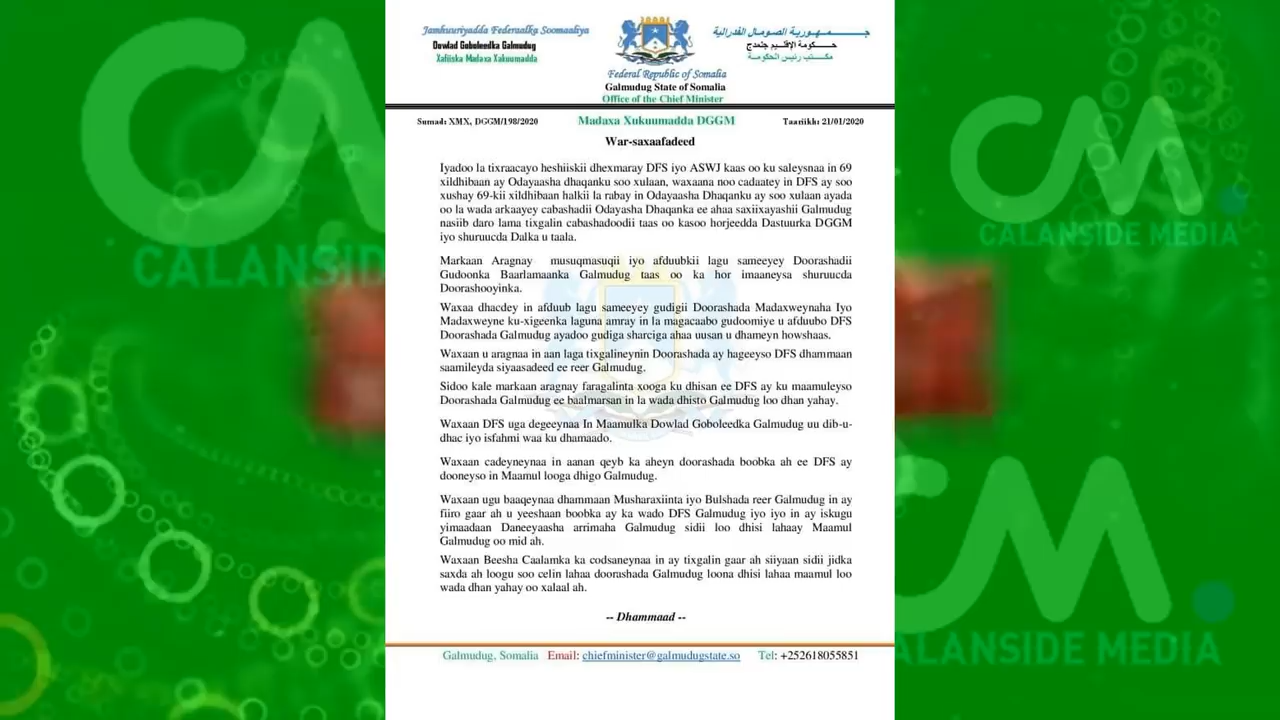 CM
CALANSIDE MEDIA
CM
CALANSIDE MEDIA
CM
CALANSIDE MEDIA
Jamhuuriyadda Federaalka Soomaaliya
Dowlad Goboleedka Galmudug
Xafiiska Madaxa Xukuumadda
جمهورية الصومال الفدرالية
حكومة الإقليم جلمدج
مكتب رئيس الحكومة
Federal Republic of Somalia
Galmudug State of Somalia
Office of the Chief Minister
Sumad: XMX, DGGM/198/2020
Madaxa Xukuumadda DGGM
Taariikh: 21/01/2020
War-saxaafadeed
Iyadoo la tixraacayo heshiiskii dhexmaray DFS iyo ASWJ kaas oo ku saleysnaa in 69
xildhibaan ay Odayaasha dhaqanku soo xulaan, waxaana noo cadaatey in DFS ay soo
xushay 69-kii xildhibaan halkii la rabay in Odayaasha Dhaqanku ay soo xulaan ayada
oo la wada arkaayey cabashadii Odayasha Dhaqanka ee ahaa saxiixayashii Galmudug
nasiib daro lama tixgalin cabashadoodii taas oo kasoo horjeedda Dastuurka DGGM
iyo shuruucda Dalka u taala.
Markaan Aragnay musuqmasuqii iyo afduubkii lagu sameeyey Doorashadii
Gudoonka Baarlamaanka Galmudug taas oo ka hor imaaneysa shuruucda
Doorashooyinka.
Waxaa dhacdey in afduub lagu sameeyey gudigii Doorashada Madaxweynaha Iyo
Madaxweyne ku-xigeenka laguna amray in la magacaabo gudoomiye u afduubo DFS
Doorashada Galmudug ayadoo gudiga sharciga ahaa uusan u dhameyn howshaas.
Waxaan u aragnaa in aan laga tixgalineynin Doorashada ay hageeyso DFS dhammaan
saamileyda siyaasadeed ee reer Galmudug.
Sidoo kale markaan aragnay faragalinta xooga ku dhisan ee DFS ay ku maamuleyso
Doorashada Galmudug ee baalmarsan in la wada dhisto Galmudug loo dhan yahay.
Waxaan DFS uga degeeynaa In Maamulka Dowlad Goboleedka Galmudug uu dib-u-
dhac iyo isfahmi waa ku dhamaado.
Waxaan cadeyneynaa in aanan qeyb ka aheyn doorashada boobka ah ee DFS ay
dooneyso in Maamul looga dhigo Galmudug.
Waxaan ugu baaqeynaa dhammaan Musharaxiinta iyo Bulshada reer Galmudug in ay
fiiro gaar ah u yeeshaan boobka ay ka wado DFS Galmudug iyo iyo in ay iskugu
yimaadaan Daneeyaasha arrimaha Galmudug sidii loo dhisi lahaay Maamul
Galmudug oo mid ah.
Waxaan Beesha Caalamka ka codsaneynaa in ay tixgalin gaar ah siiyaan sidii jidka
saxda ah loogu soo celin lahaa doorashada Galmudug loona dhisi lahaa maamul loo
wada dhan yahay oo xalaal ah.
-- Dhammaad --
Galmudug, Somalia Email: chiefminister@galmudugstate.so Tel: +252618055851